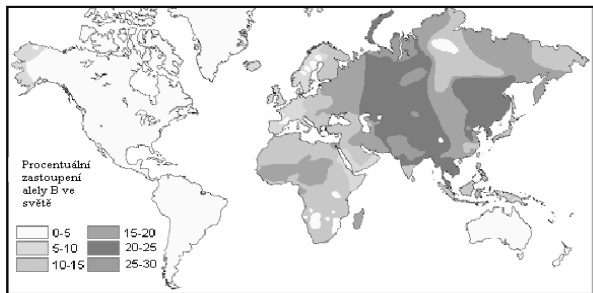 Procentuální
zastoupení
alely B ve
světě
0-5
5-10
10-15
15-20
20-25
25-30